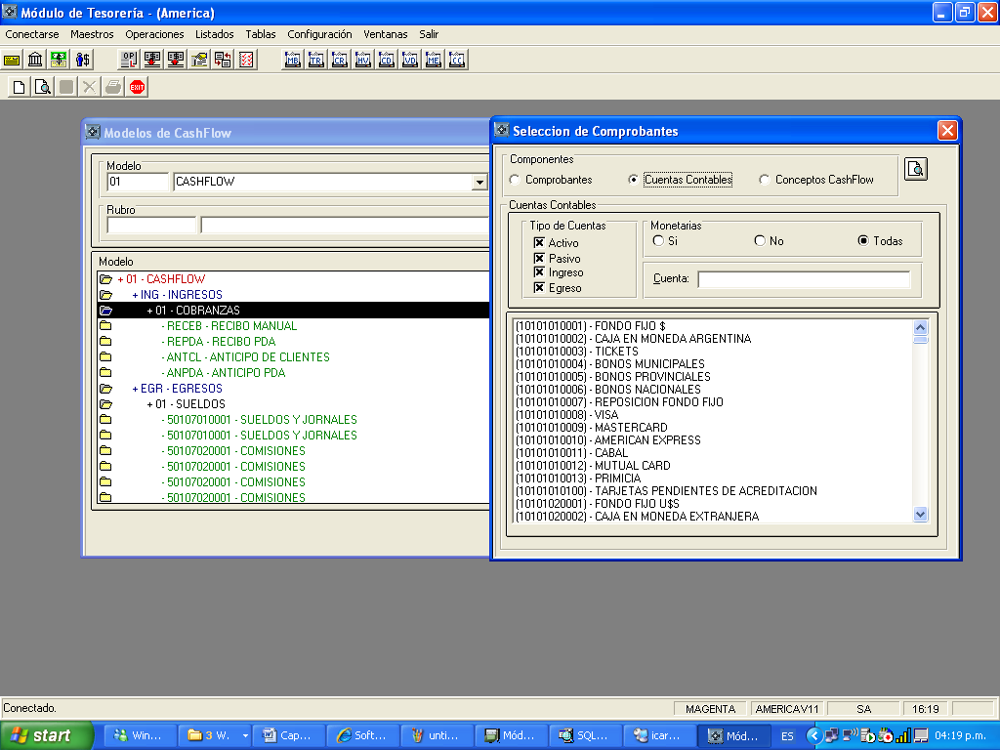 Módulo de Tesorería - (America)
Conectarse Maestros Operaciones Listados Tablas Configuración Ventanas Salir
OP MB TR CR HV CD VD ME CC
EXIT
Modelos de CashFlow
Modelo
01 CASHFLOW
Rubro
Modelo
+ 01 - CASHFLOW
+ ING - INGRESOS
+ 01 - COBRANZAS
- RECEB - RECIBO MANUAL
- REPDA - RECIBO PDA
- ANTCL - ANTICIPO DE CLIENTES
- ANPDA - ANTICIPO PDA
+ EGR - EGRESOS
+ 01 - SUELDOS
- 50107010001 - SUELDOS Y JORNALES
- 50107010001 - SUELDOS Y JORNALES
- 50107020001 - COMISIONES
- 50107020001 - COMISIONES
- 50107020001 - COMISIONES
- 50107020001 - COMISIONES
Seleccion de Comprobantes
Componentes
Comprobantes Cuentas Contables Conceptos CashFlow
Cuentas Contables
Tipo de Cuentas
Activo
Pasivo
Ingreso
Egreso
Monetarias
Si No Todas
Cuenta:
(10101010001) - FONDO FIJO $
(10101010002) - CAJA EN MONEDA ARGENTINA
(10101010003) - TICKETS
(10101010004) - BONOS MUNICIPALES
(10101010005) - BONOS PROVINCIALES
(10101010006) - BONOS NACIONALES
(10101010007) - REPOSICION FONDO FIJO
(10101010008) - VISA
(10101010009) - MASTERCARD
(10101010010) - AMERICAN EXPRESS
(10101010011) - CABAL
(10101010012) - MUTUAL CARD
(10101010013) - PRIMICIA
(10101010100) - TARJETAS PENDIENTES DE ACREDITACION
(10101020001) - FONDO FIJO U$S
(10101020002) - CAJA EN MONEDA EXTRANJERA
Conectado. MAGENTA AMERICAV11 SA 16:19
start Win... 3 W. Cap... Soft... unti... Mód... SQL... icar... Mód... ES 04:19 p.m.